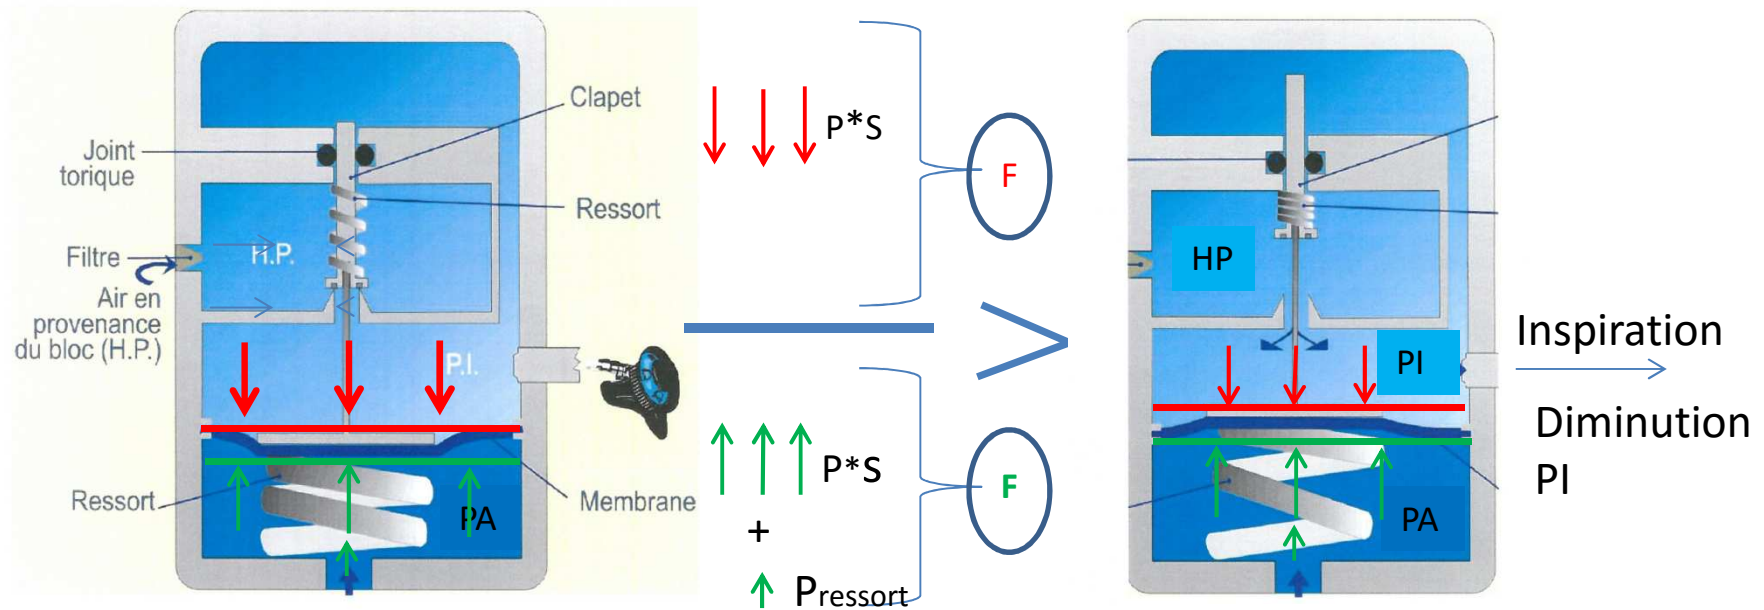 Clapet
Joint
torique
Ressort
Filtre
H.P.
Air en
provenance
du bloc (H.P.)
P.I.
Ressort
PA
Membrane
P*S
F
>
P*S
+
Pressort
F
HP
PI
PA
Inspiration
Diminution
PI